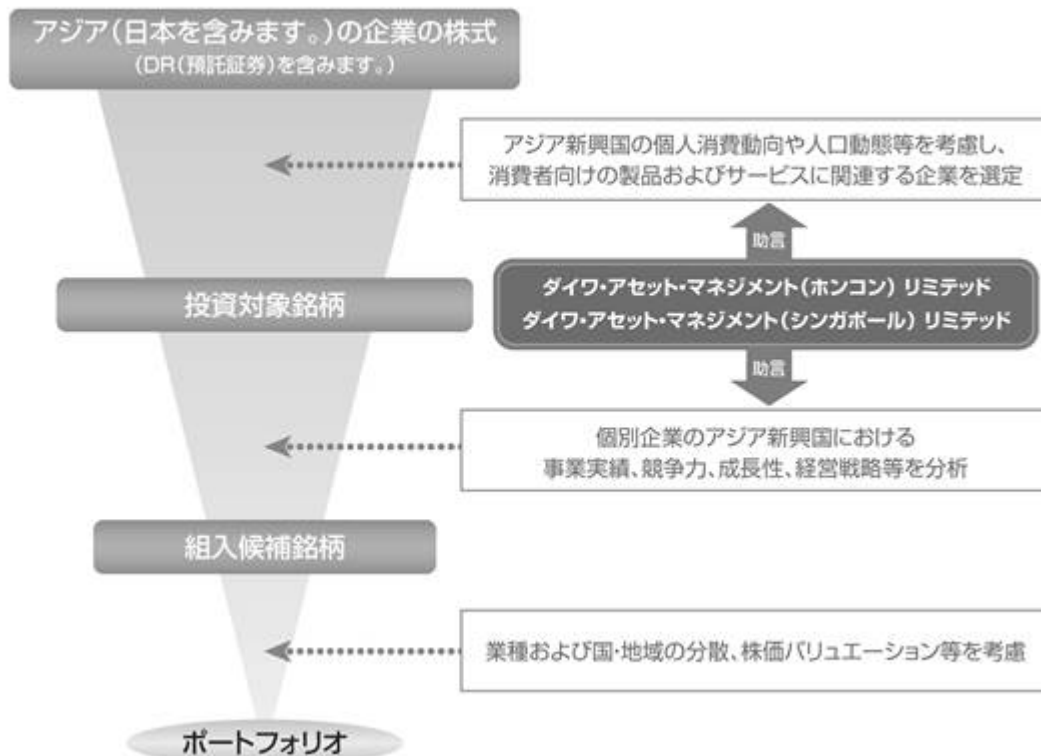 アジア(日本を含みます。)の企業の株式
(DR(預託証券)を含みます。)
アジア新興国の個人消費動向や人口動態等を考慮し、
消費者向けの製品およびサービスに関連する企業を選定
助言
ダイワ・アセット・マネジメント(ホンコン) リミテッド
ダイワ・アセット・マネジメント(シンガポール) リミテッド
投資対象銘柄
助言
個別企業のアジア新興国における
事業実績、競争力、成長性、経営戦略等を分析
組入候補銘柄
業種および国・地域の分散、株価バリュエーション等を考慮
ポートフォリオ